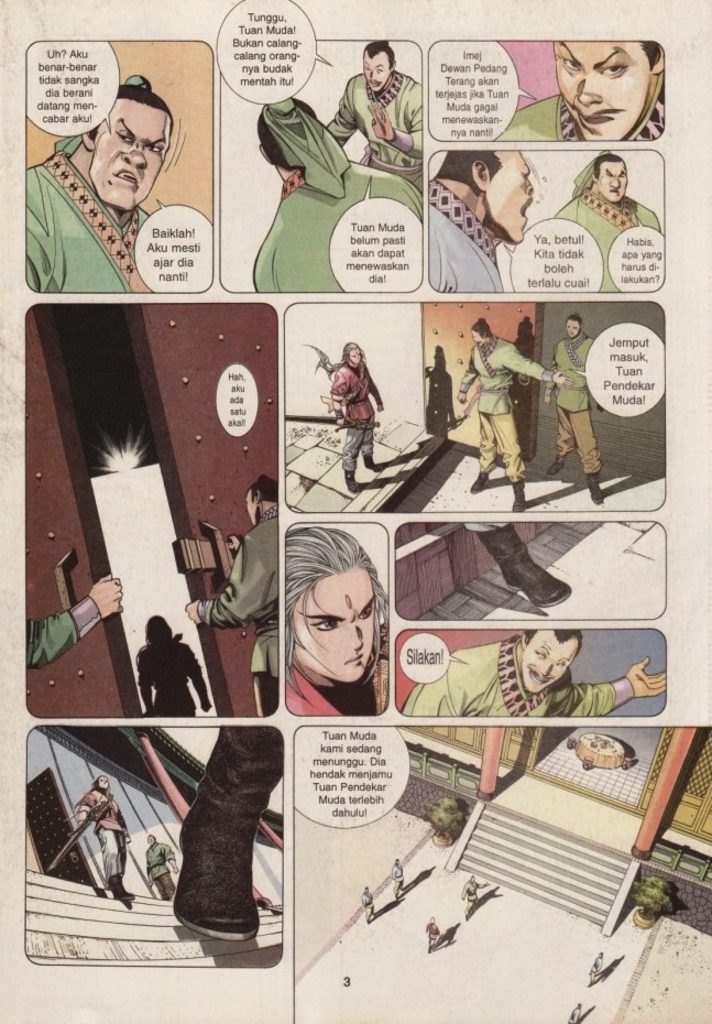 Uh? Aku
benar-benar
tidak sangka
dia berani
datang men-
cabar aku!
Baiklah!
Aku mesti
ajar dia
nanti!
Tunggu,
Tuan Muda!
Bukan calang-
calang orang-
nya budak
mentah itu!
Tuan Muda
belum pasti
akan dapat
menewaskan
dia!
Imej
Dewan Pedang
Terang akan
terjejas jika Tuan
Muda gagal
menewaskan-
nya nanti!
Ya, betul!
Kita tidak
boleh
terlalu cuai!
Habis,
apa yang
harus di-
lakukan?
Hah,
aku
ada
satu
akal!
Jemput
masuk,
Tuan
Pendekar
Muda!
Silakan!
Tuan Muda
kami sedang
menunggu. Dia
hendak menjamu
Tuan Pendekar
Muda terlebih
dahulu!
3